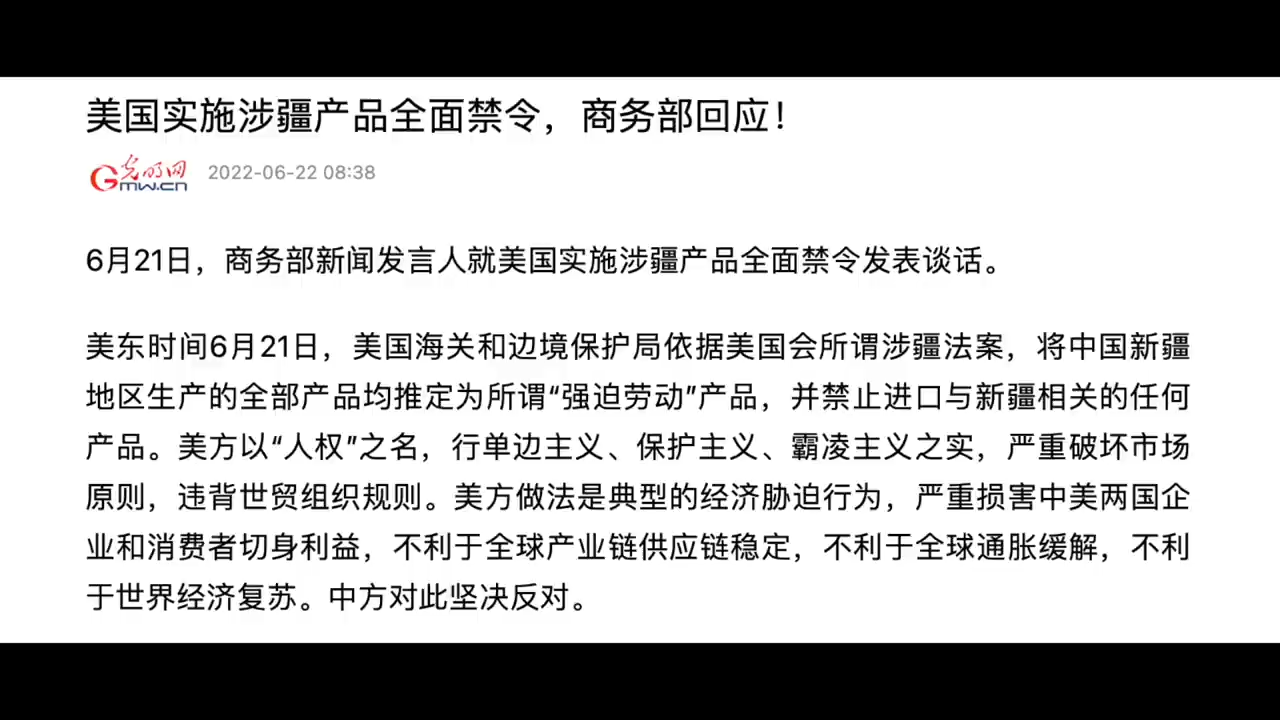 美国实施涉疆产品全面禁令，商务部回应！
光明网
GMW.CN
2022-06-22 08:38
6月21日，商务部新闻发言人就美国实施涉疆产品全面禁令发表谈话。
美东时间6月21日，美国海关和边境保护局依据美国会所谓涉疆法案，将中国新疆
地区生产的全部产品均推定为所谓“强迫劳动”产品，并禁止进口与新疆相关的任何
产品。美方以“人权”之名，行单边主义、保护主义、霸凌主义之实，严重破坏市场
原则，违背世贸组织规则。美方做法是典型的经济胁迫行为，严重损害中美两国企
业和消费者切身利益，不利于全球产业链供应链稳定，不利于全球通胀缓解，不利
于世界经济复苏。中方对此坚决反对。